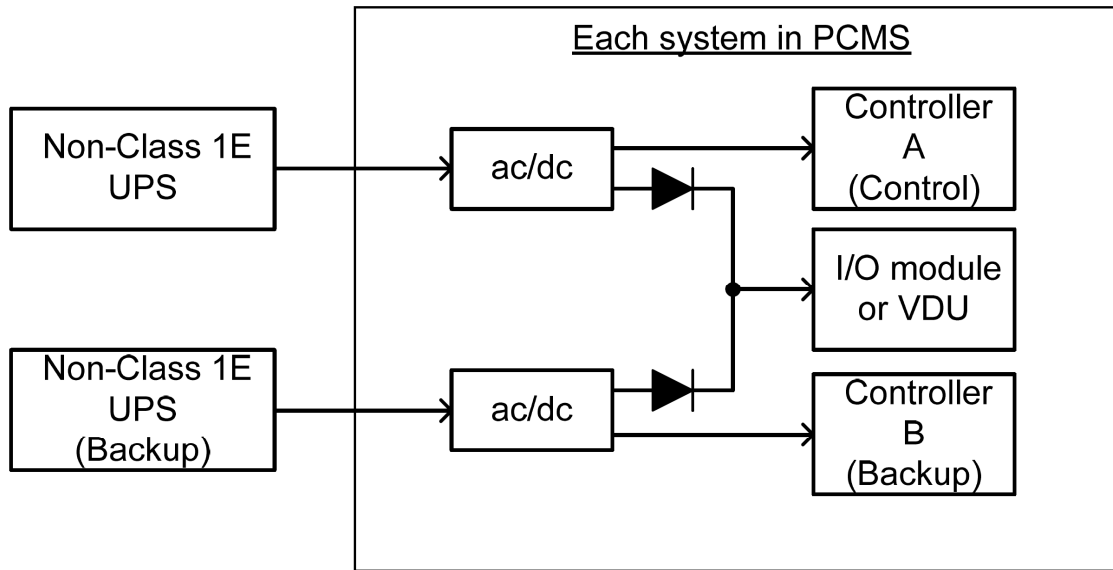 Each system in PCMS
Non-Class 1E
UPS
ac/dc
Controller
A
(Control)
I/O module
or VDU
Non-Class 1E
UPS
(Backup)
ac/dc
Controller
B
(Backup)